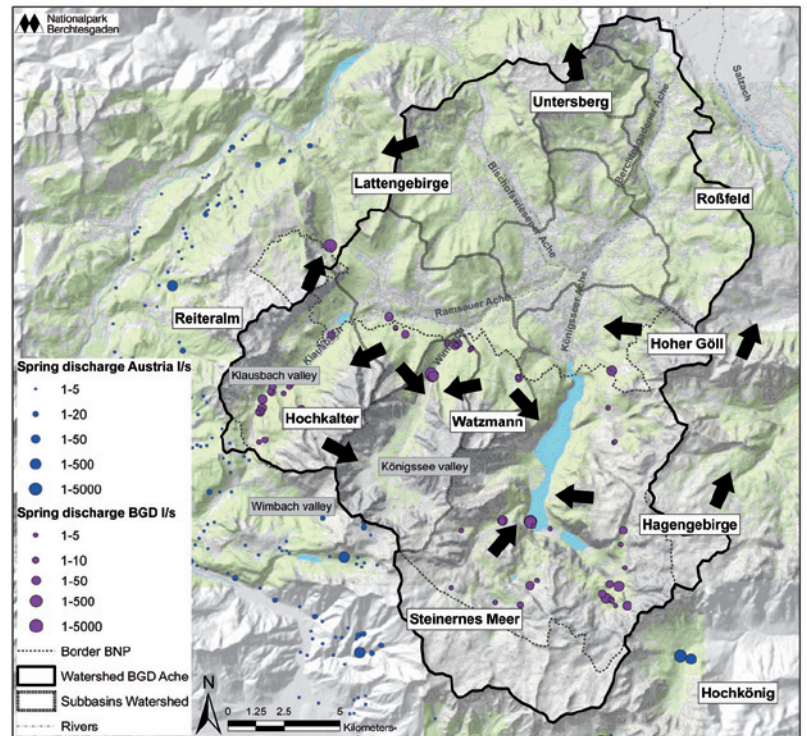 Nationalpark
Berchtesgaden
Untersberg
Salzach
Berchtesgadener Ache
Lattengebirge
Bischofswieser Ache
Roßfeld
Reiteralm
Ramsauer Ache
Königsseer Ache
Klausbach
Hoher Göll
Klausbach valley
Hochkalter
Watzmann
Königssee valley
Wimbach valley
Hagengebirge
Steinernes Meer
Hochkönig
Spring discharge Austria l/s
1-5
1-20
1-50
1-500
1-5000
Spring discharge BGD l/s
1-5
1-10
1-50
1-500
1-5000
Border BNP
Watershed BGD Ache
Subbasins Watershed
Rivers
N
0 1.25 2.5 5
Kilometers